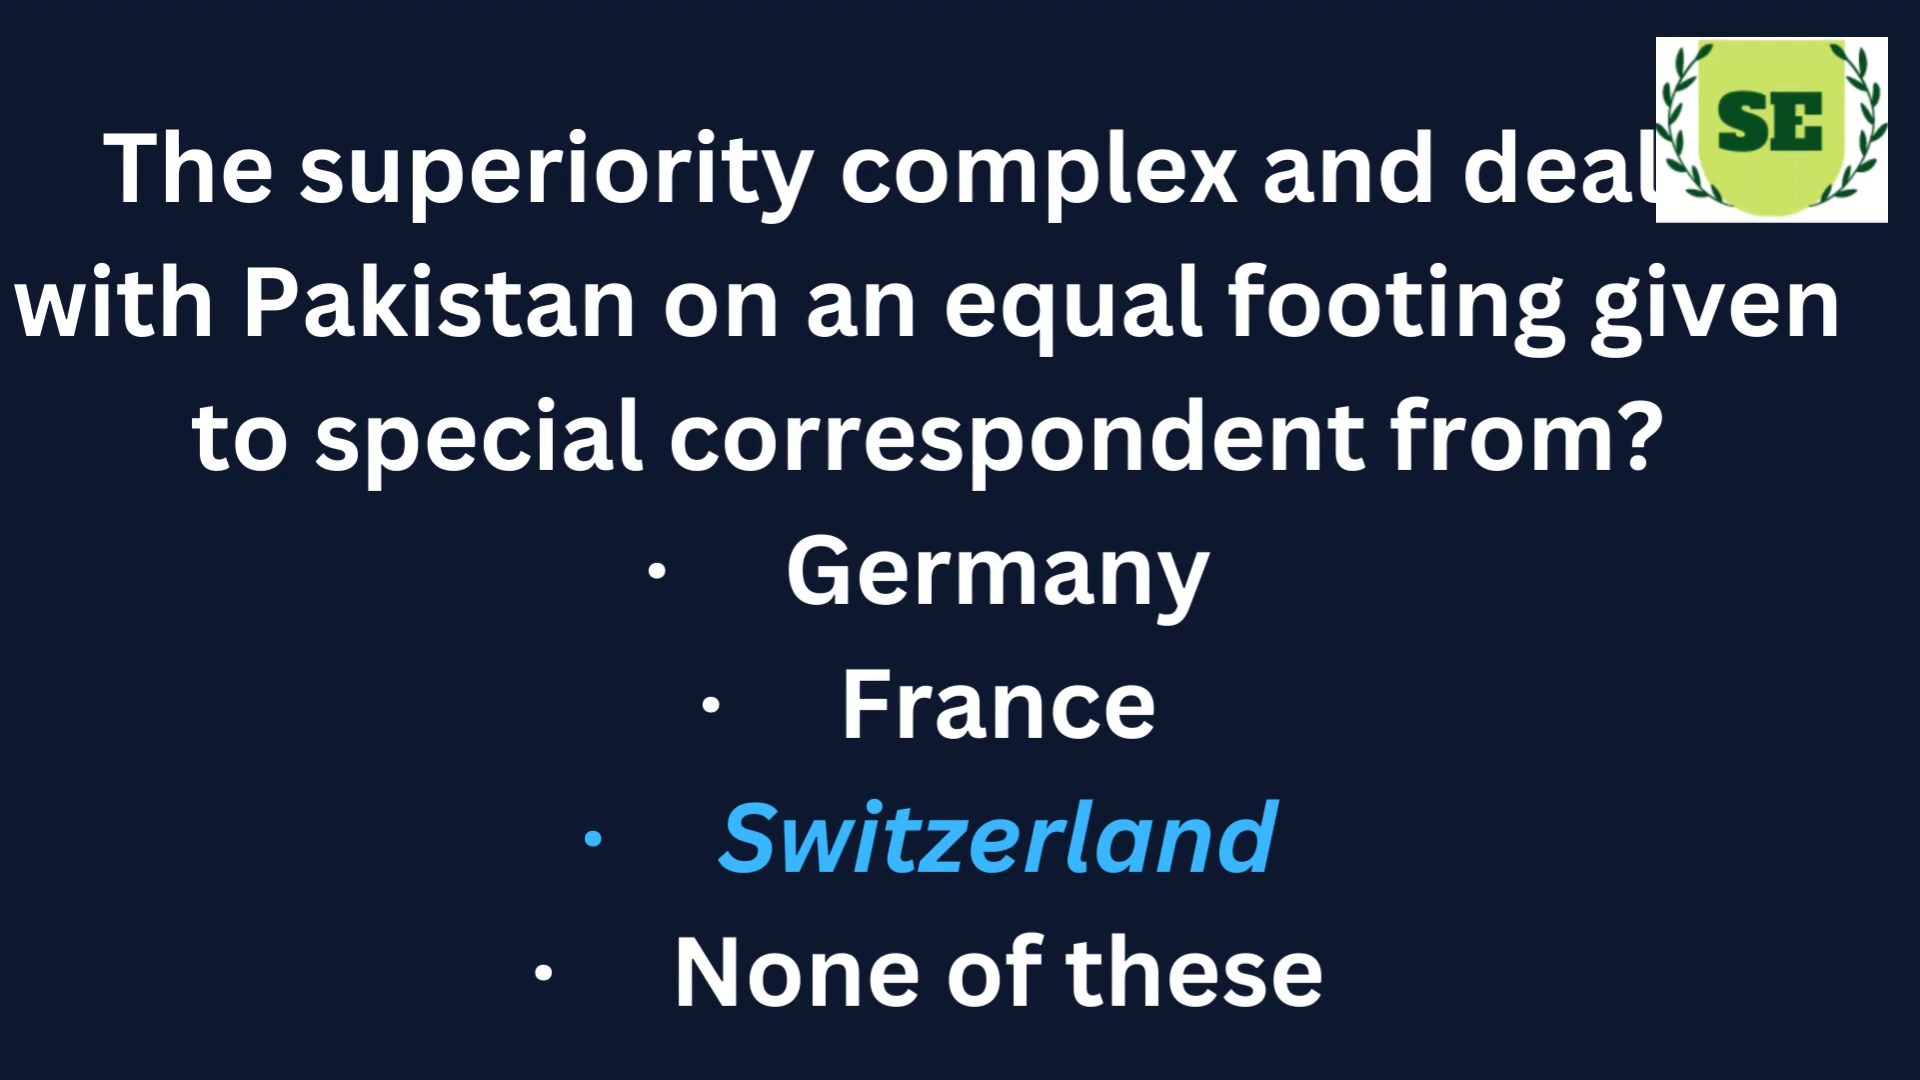 The superiority complex and deal
SE
with Pakistan on an equal footing given
to special correspondent from?
• Germany
• France
• Switzerland
• None of these